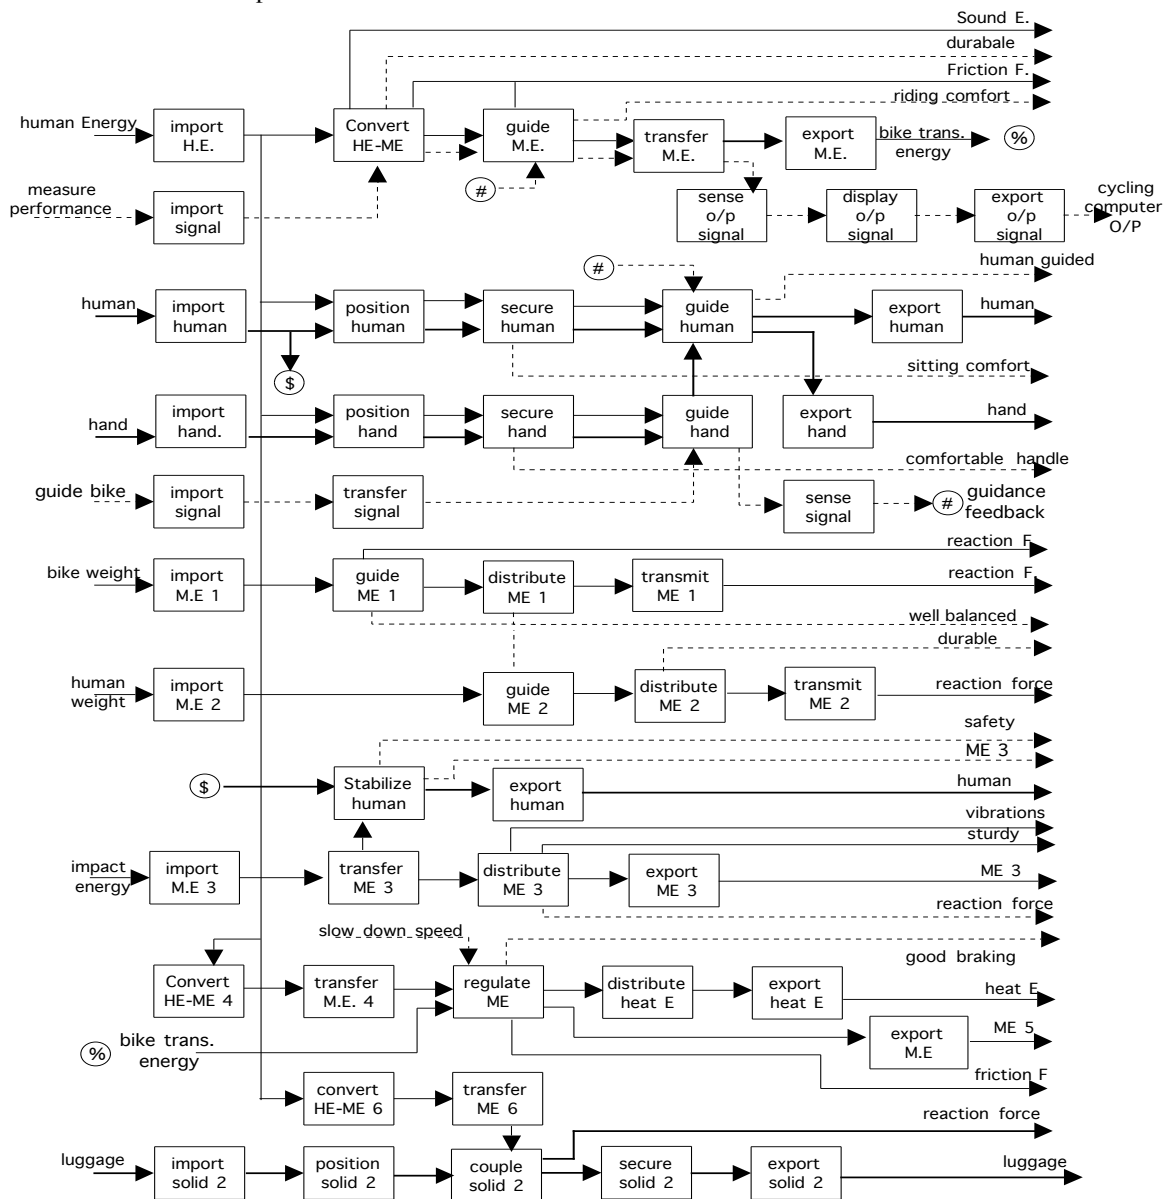 Sound E.
durabale
Friction F.
riding comfort
human Energy
import
H.E.
Convert
HE-ME
guide
M.E.
transfer
M.E.
export
M.E.
bike trans.
energy
%
#
measure
performance
import
signal
sense
o/p
signal
display
o/p
signal
export
o/p
signal
cycling
computer
O/P
#
human guided
human
import
human
position
human
secure
human
guide
human
export
human
human
$
sitting comfort
hand
import
hand.
position
hand
secure
hand
guide
hand
export
hand
hand
comfortable handle
guide bike
import
signal
transfer
signal
sense
signal
#
guidance
feedback
reaction F
bike weight
import
M.E 1
guide
ME 1
distribute
ME 1
transmit
ME 1
reaction F.
well balanced
durable
human
weight
import
M.E 2
guide
ME 2
distribute
ME 2
transmit
ME 2
reaction force
safety
ME 3
$
Stabilize
human
export
human
human
vibrations
sturdy
impact
energy
import
M.E 3
transfer
ME 3
distribute
ME 3
export
ME 3
ME 3
reaction force
slow down speed
good braking
Convert
HE-ME 4
transfer
M.E. 4
regulate
ME
distribute
heat E
export
heat E
heat E
% bike trans.
energy
export
M.E
ME 5
friction F
convert
HE-ME 6
transfer
ME 6
reaction force
luggage
import
solid 2
position
solid 2
couple
solid 2
secure
solid 2
export
solid 2
luggage